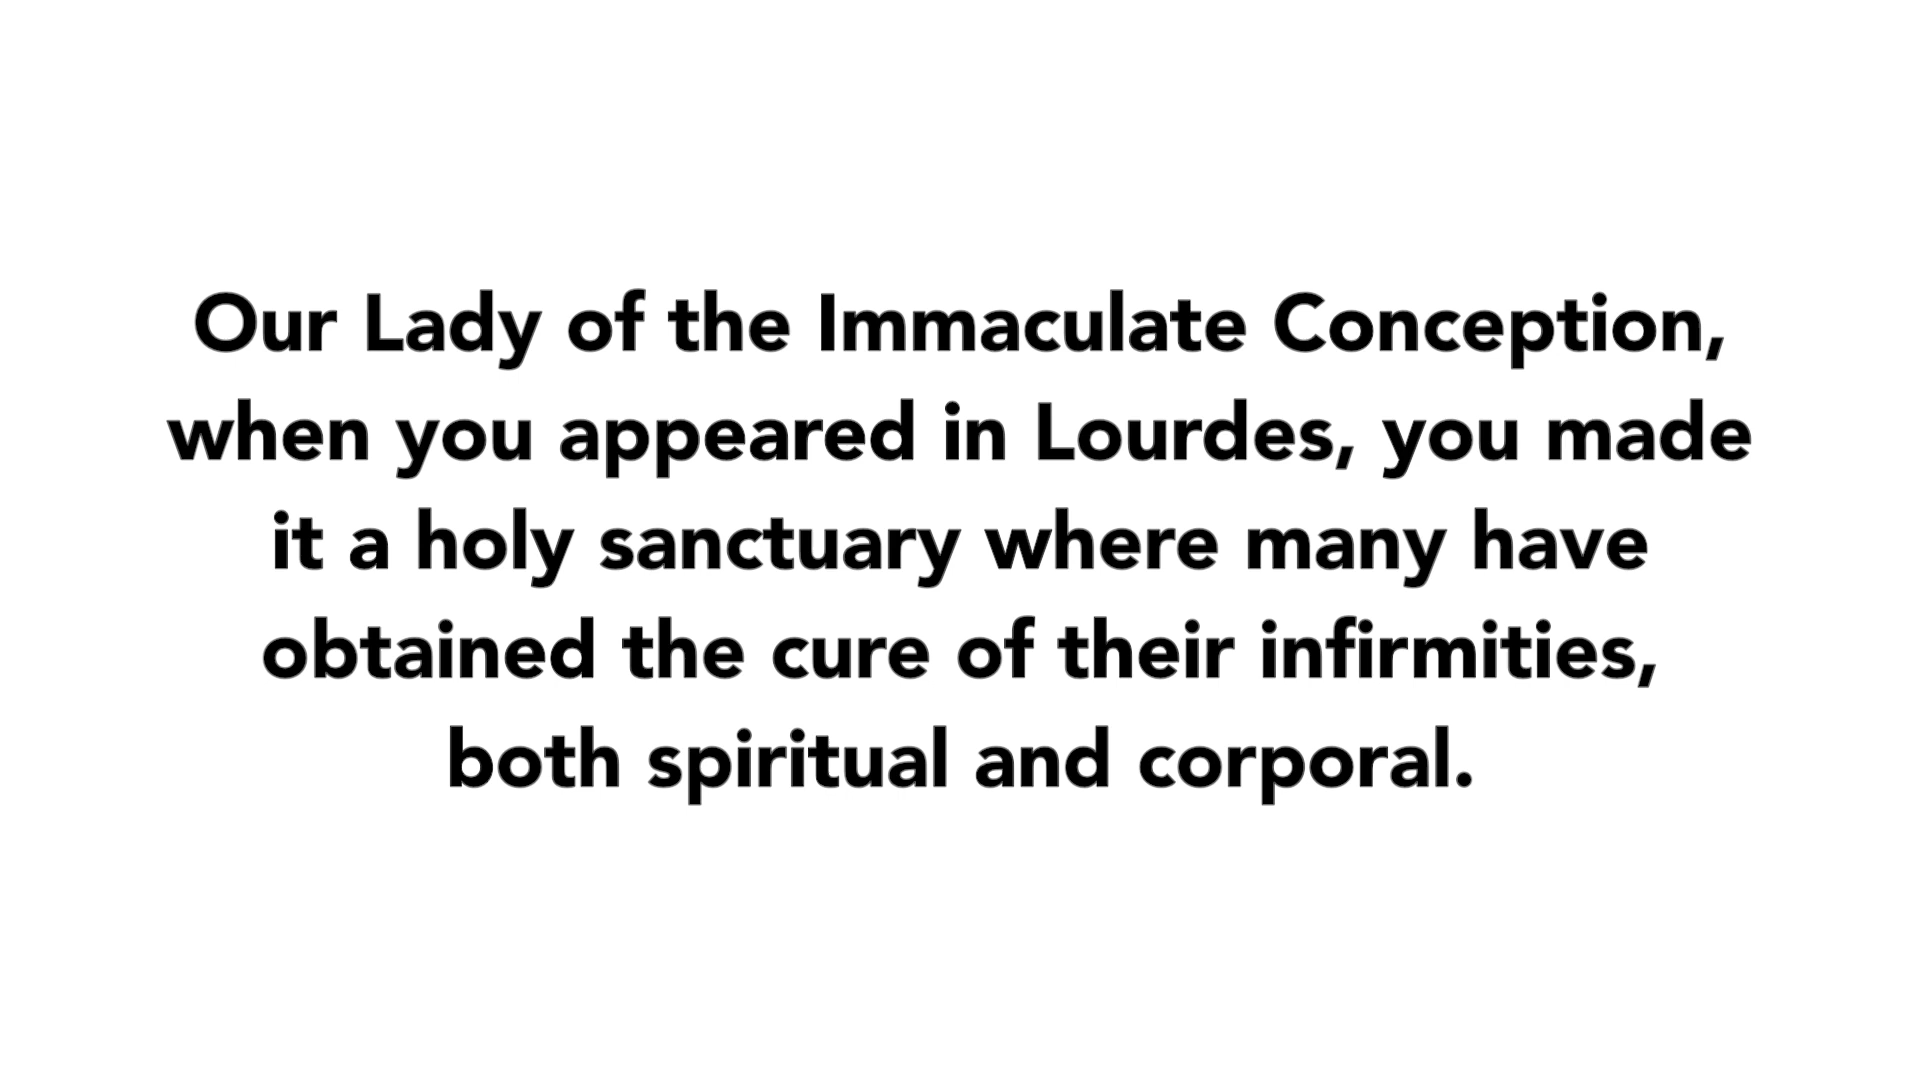 Our Lady of the Immaculate Conception,
when you appeared in Lourdes, you made
it a holy sanctuary where many have
obtained the cure of their infirmities,
both spiritual and corporal.